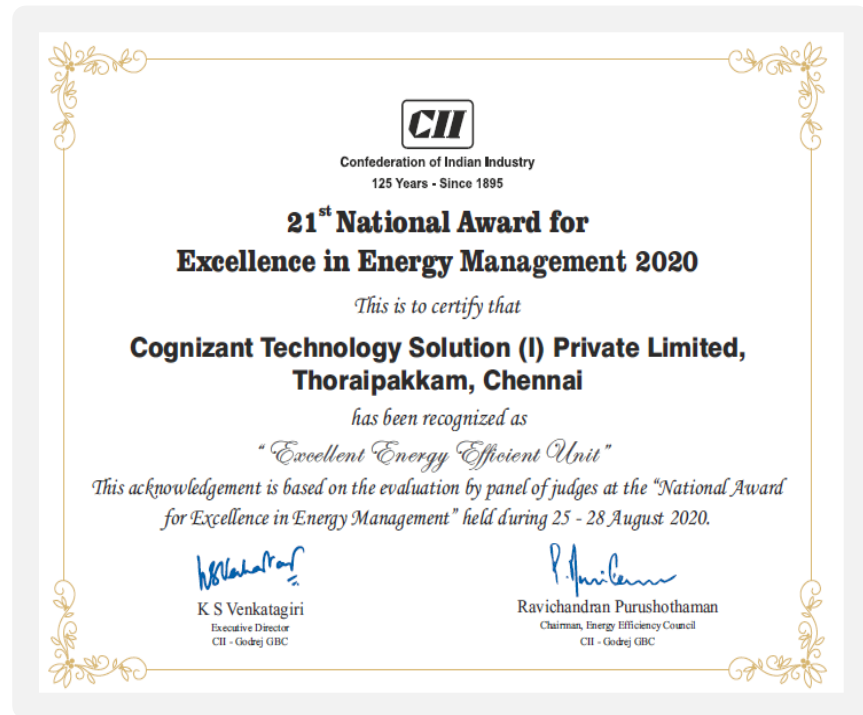 CII
Confederation of Indian Industry
125 Years - Since 1895
21st National Award for
Excellence in Energy Management 2020
This is to certify that
Cognizant Technology Solution (I) Private Limited,
Thoraipakkam, Chennai
has been recognized as
“Excellent Energy Efficient Unit”
This acknowledgement is based on the evaluation by panel of judges at the “National Award
for Excellence in Energy Management” held during 25 - 28 August 2020.
K S Venkatagiri
Executive Director
CII - Godrej GBC
Ravichandran Purushothaman
Chairman, Energy Efficiency Council
CII - Godrej GBC